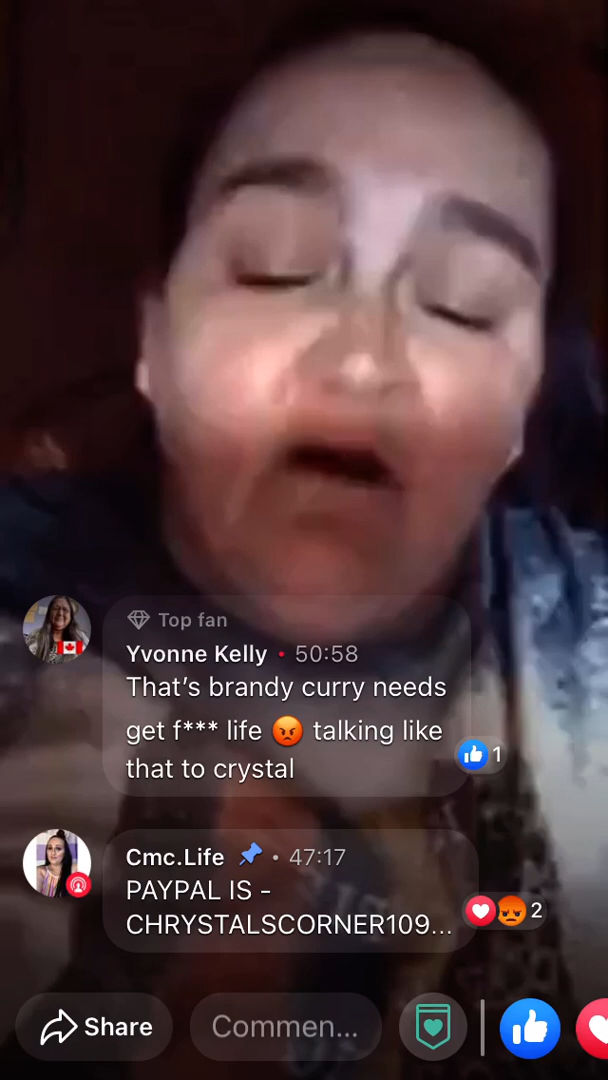 Top fan
Yvonne Kelly • 50:58
That's brandy curry needs
get f*** life 😡 talking like
that to crystal
1
Cmc.Life 📌 • 47:17
PAYPAL IS -
CHRYSTALSCORNER109...
2
Share
Commen...